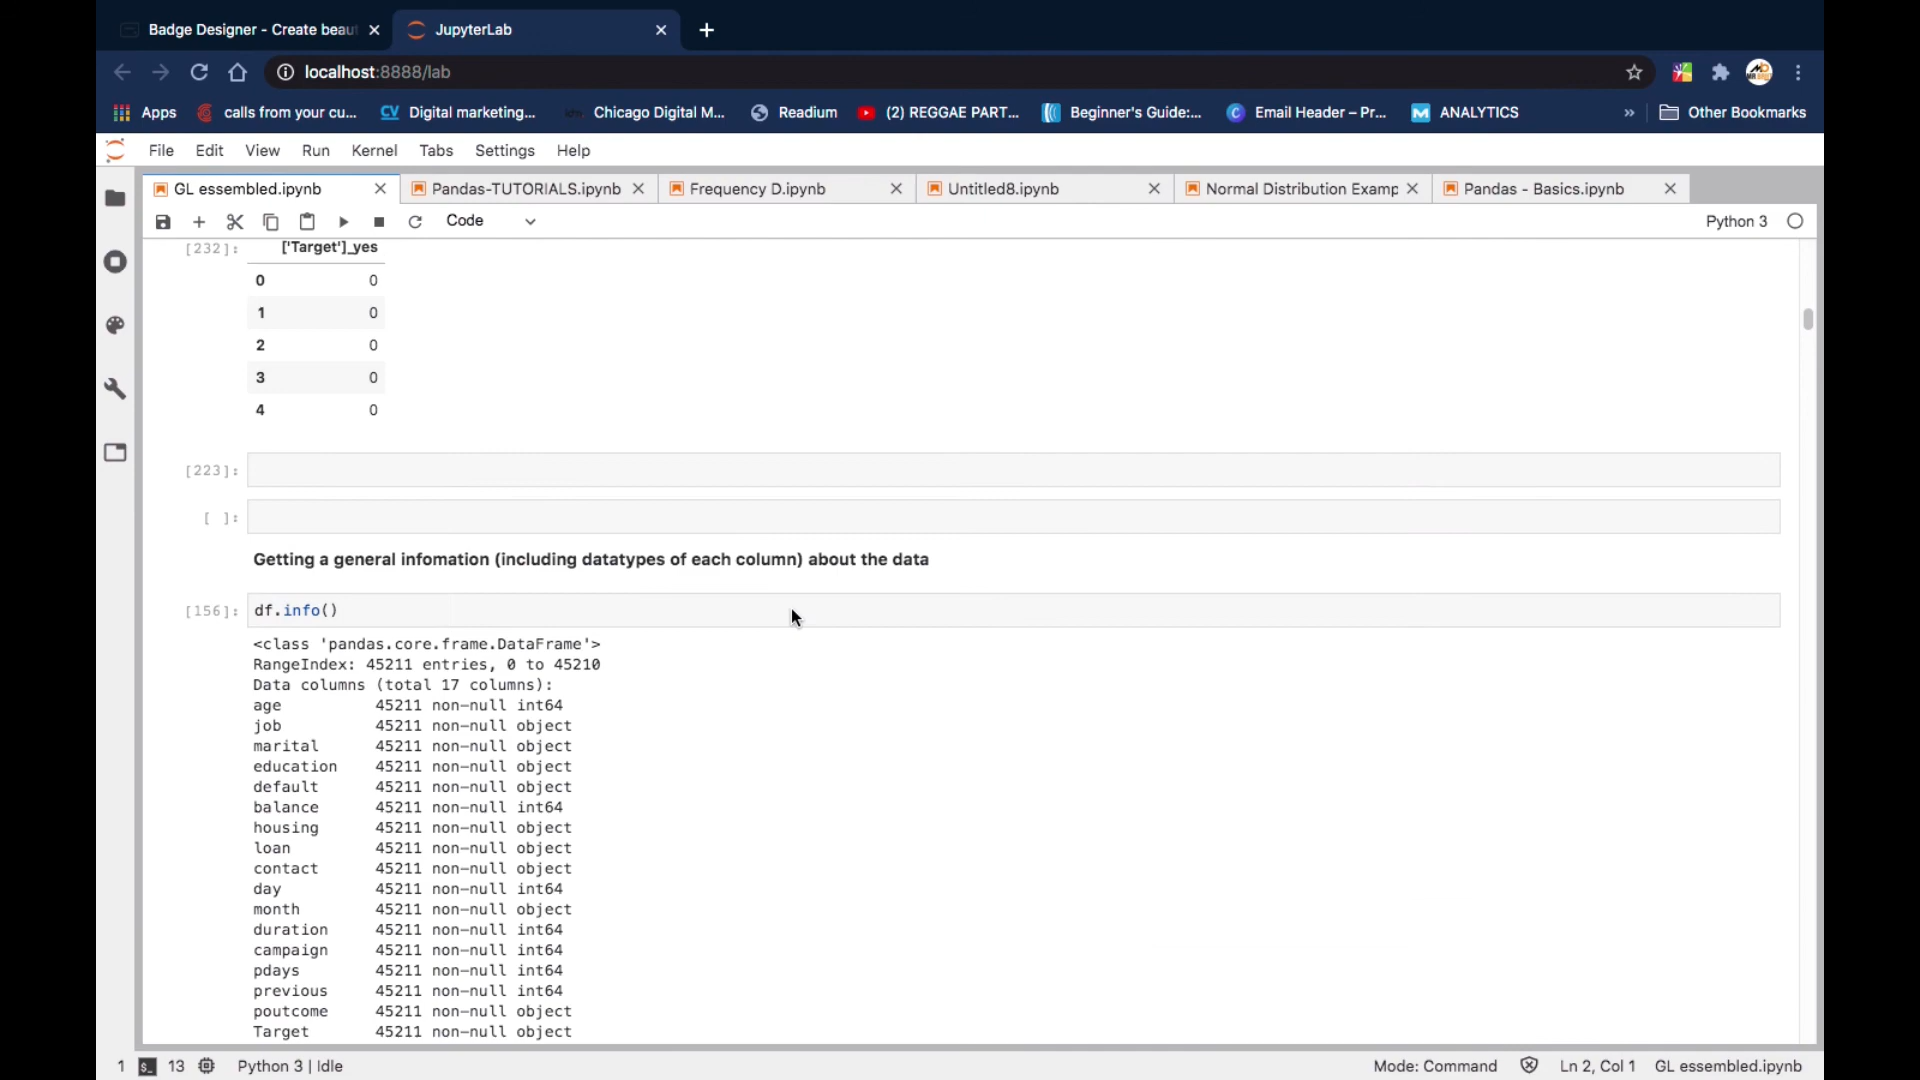 Badge Designer - Create beaut
JupyterLab
localhost:8888/lab
Apps
calls from your cu...
CV Digital marketing...
Chicago Digital M...
Readium
(2) REGGAE PART...
Beginner's Guide:...
C Email Header – Pr...
M ANALYTICS
»
Other Bookmarks
File Edit View Run Kernel Tabs Settings Help
GL essembled.ipynb
Pandas-TUTORIALS.ipynb
Frequency D.ipynb
Untitled8.ipynb
Normal Distribution Examp
Pandas - Basics.ipynb
Code
Python 3
[232]: ['Target']_yes
0 0
1 0
2 0
3 0
4 0
[223]:
[ ]:
Getting a general infomation (including datatypes of each column) about the data
[156]: df.info()
<class 'pandas.core.frame.DataFrame'>
RangeIndex: 45211 entries, 0 to 45210
Data columns (total 17 columns):
age 45211 non-null int64
job 45211 non-null object
marital 45211 non-null object
education 45211 non-null object
default 45211 non-null object
balance 45211 non-null int64
housing 45211 non-null object
loan 45211 non-null object
contact 45211 non-null object
day 45211 non-null int64
month 45211 non-null object
duration 45211 non-null int64
campaign 45211 non-null int64
pdays 45211 non-null int64
previous 45211 non-null int64
poutcome 45211 non-null object
Target 45211 non-null object
1 $_ 13 Python 3 | Idle
Mode: Command Ln 2, Col 1 GL essembled.ipynb